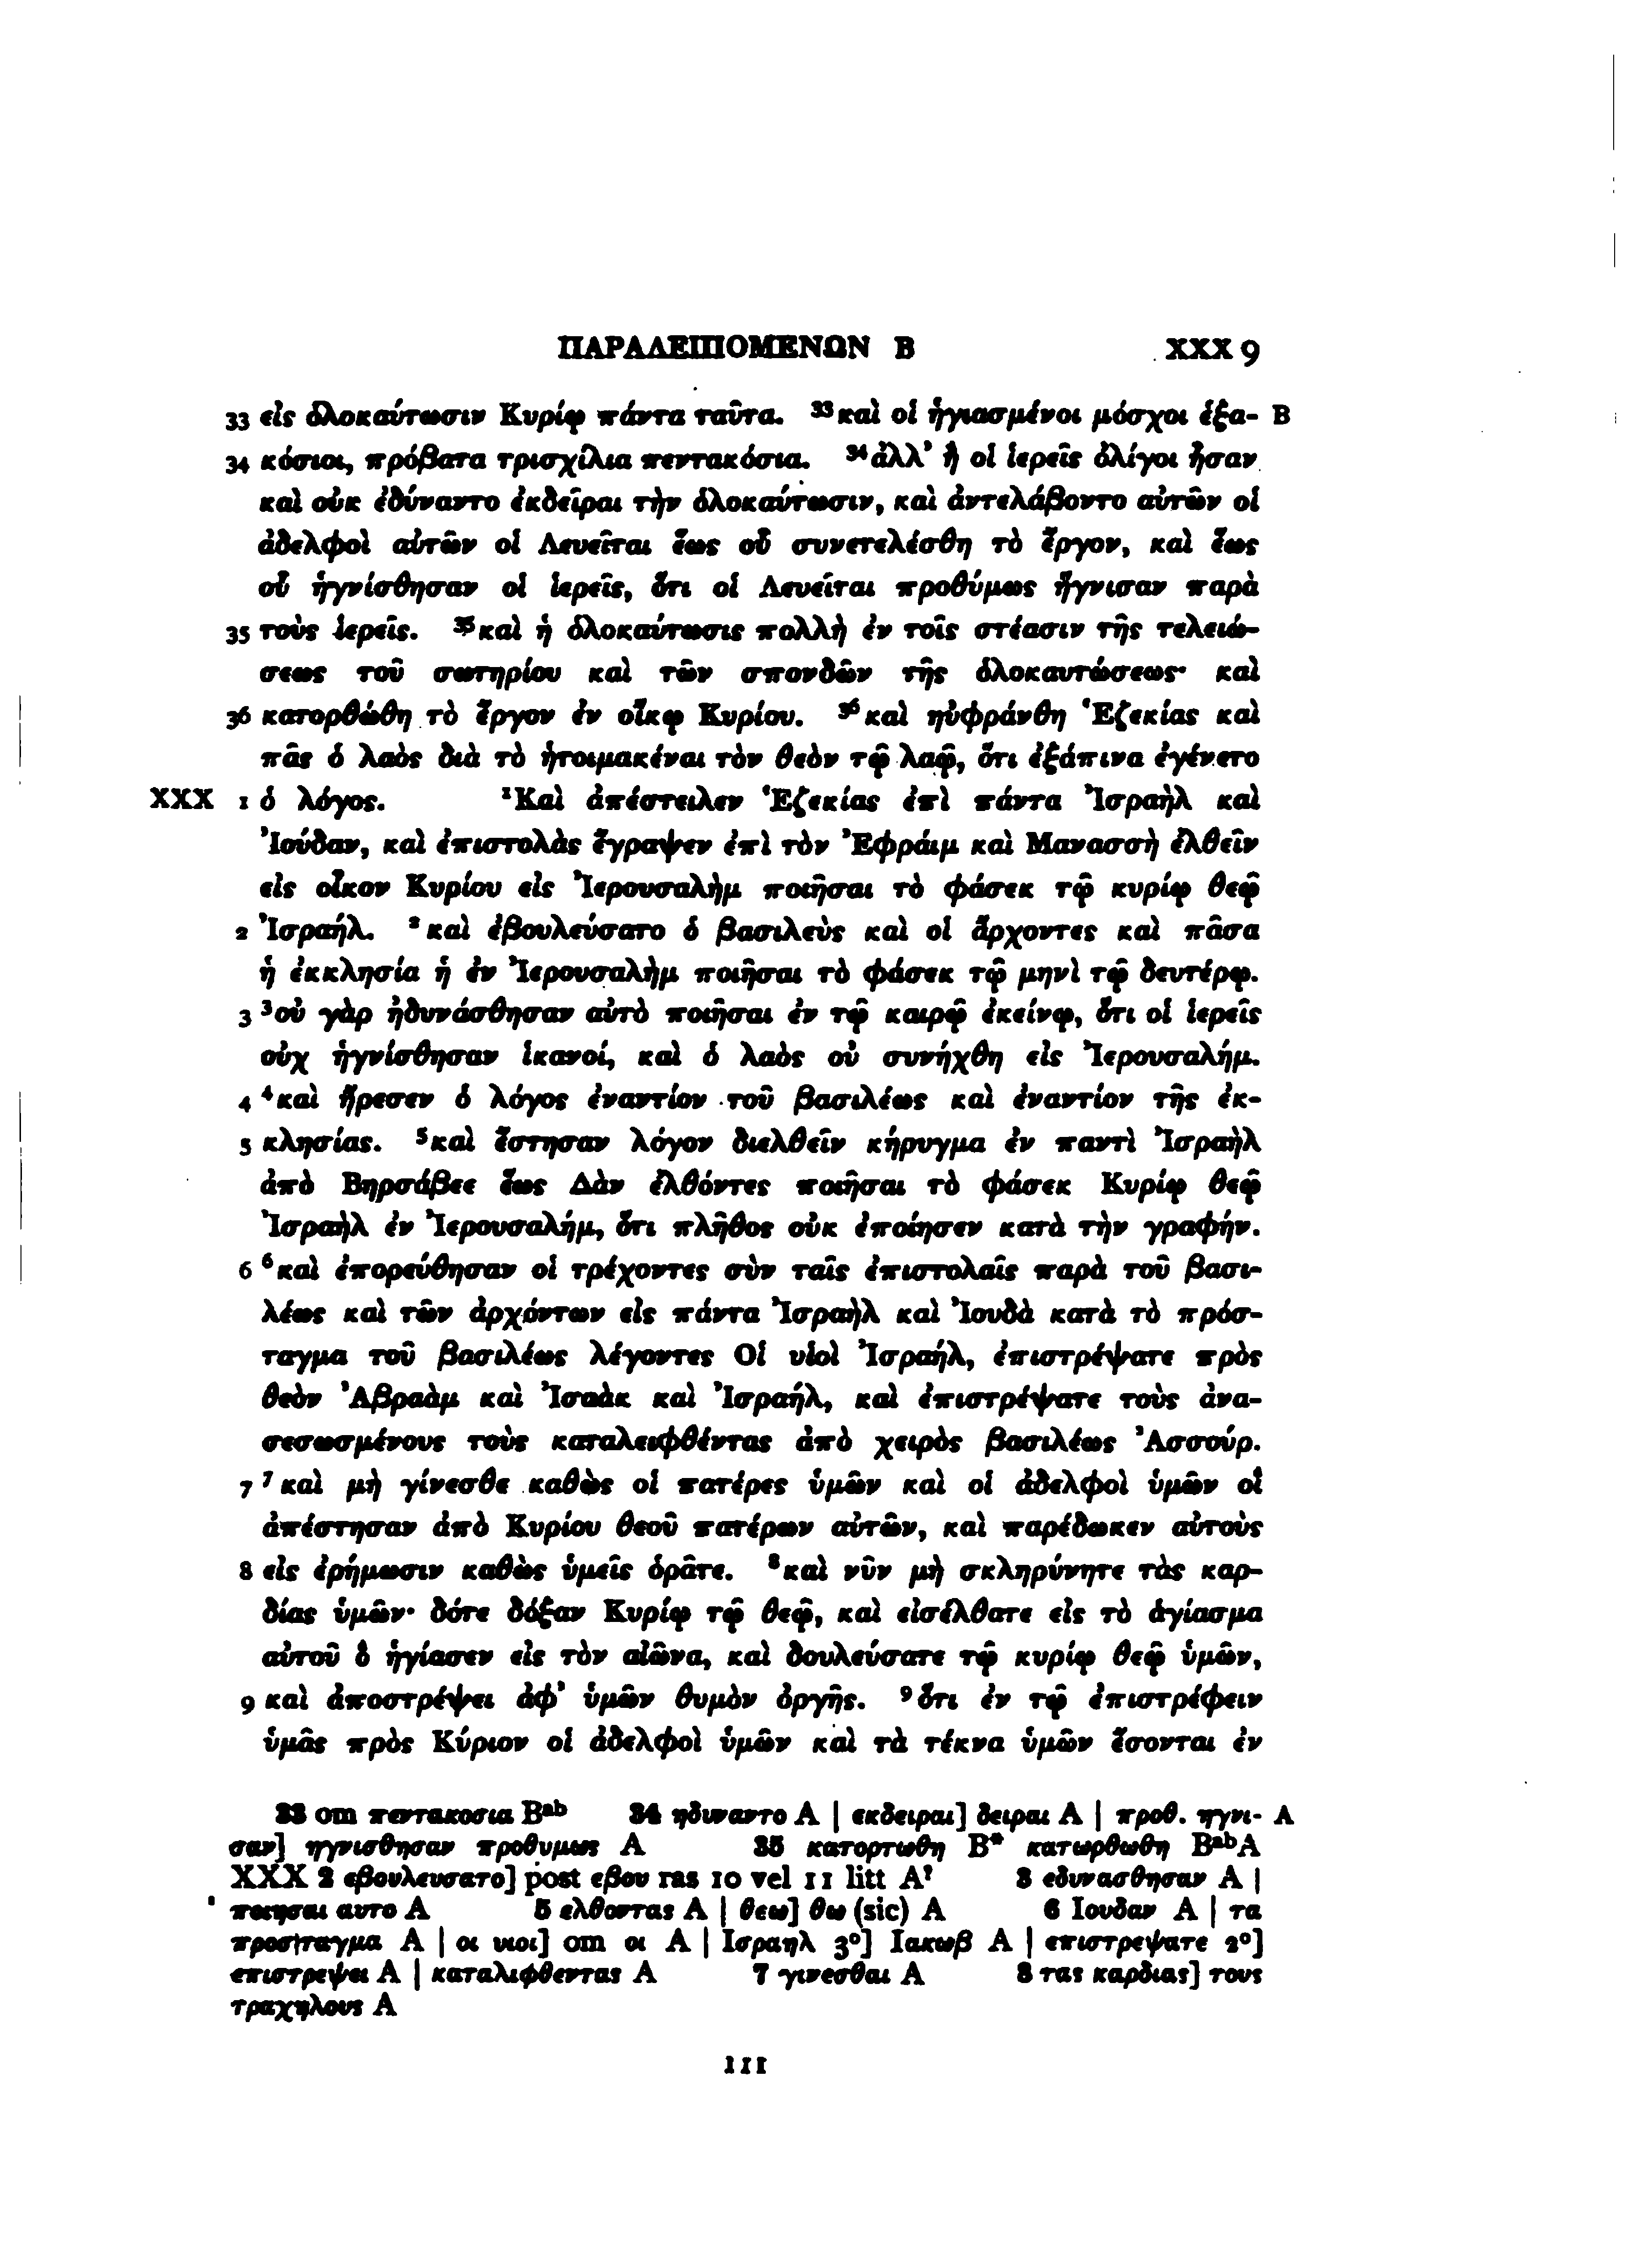 ΠΑΡΑΛΕΙΠΟΜΕΝΩΝ Β XXX 9
33 εἰς ὁλοκαύτωσιν Κυρίῳ πάντα ταῦτα. ³³καὶ οἱ ἡγιασμένοι μόσχοι ἑξα- B
34 κόσιοι, πρόβατα τρισχίλια πεντακόσια. ³⁴ἀλλ’ ἢ οἱ ἱερεῖς ὀλίγοι ἦσαν
καὶ οὐκ ἐδύναντο ἐκδεῖραι τὴν ὁλοκαύτωσιν, καὶ ἀντελάβοντο αὐτῶν οἱ
ἀδελφοὶ αὐτῶν οἱ Λευεῖται ἕως οὗ συνετελέσθη τὸ ἔργον, καὶ ἕως
οὗ ἡγνίσθησαν οἱ ἱερεῖς, ὅτι οἱ Λευεῖται προθύμως ἥγνισαν παρὰ
35 τοὺς ἱερεῖς. ³⁵καὶ ἡ ὁλοκαύτωσις πολλὴ ἐν τοῖς στέασιν τῆς τελειώ-
σεως τοῦ σωτηρίου καὶ τῶν σπονδῶν τῆς ὁλοκαυτώσεως· καὶ
36 κατορθώθη τὸ ἔργον ἐν οἴκῳ Κυρίου. ³⁶καὶ ηὐφράνθη Ἑζεκίας καὶ
πᾶς ὁ λαὸς διὰ τὸ ἡτοιμακέναι τὸν θεὸν τῷ λαῷ, ὅτι ἐξάπινα ἐγένετο
XXX 1 ὁ λόγος. ¹Καὶ ἀπέστειλεν Ἑζεκίας ἐπὶ πάντα Ἰσραὴλ καὶ
Ἰούδαν, καὶ ἐπιστολὰς ἔγραψεν ἐπὶ τὸν Ἐφράιμ καὶ Μανασσὴ ἐλθεῖν
εἰς οἶκον Κυρίου εἰς Ἰερουσαλὴμ ποιῆσαι τὸ φάσεκ τῷ κυρίῳ θεῷ
2 Ἰσραήλ. ²καὶ ἐβουλεύσατο ὁ βασιλεὺς καὶ οἱ ἄρχοντες καὶ πᾶσα
ἡ ἐκκλησία ἡ ἐν Ἰερουσαλὴμ ποιῆσαι τὸ φάσεκ τῷ μηνὶ τῷ δευτέρῳ.
3 ³οὐ γὰρ ἠδυνάσθησαν αὐτὸ ποιῆσαι ἐν τῷ καιρῷ ἐκείνῳ, ὅτι οἱ ἱερεῖς
οὐχ ἡγνίσθησαν ἱκανοί, καὶ ὁ λαὸς οὐ συνήχθη εἰς Ἰερουσαλήμ.
4 ⁴καὶ ἤρεσεν ὁ λόγος ἐναντίον τοῦ βασιλέως καὶ ἐναντίον τῆς ἐκ-
5 κλησίας. ⁵καὶ ἔστησαν λόγον διελθεῖν κήρυγμα ἐν παντὶ Ἰσραὴλ
ἀπὸ Βηρσάβεε ἕως Δὰν ἐλθόντες ποιῆσαι τὸ φάσεκ Κυρίῳ θεῷ
Ἰσραὴλ ἐν Ἰερουσαλήμ, ὅτι πλῆθος οὐκ ἐποίησεν κατὰ τὴν γραφήν.
6 ⁶καὶ ἐπορεύθησαν οἱ τρέχοντες σὺν ταῖς ἐπιστολαῖς παρὰ τοῦ βασι-
λέως καὶ τῶν ἀρχόντων εἰς πάντα Ἰσραὴλ καὶ Ἰουδὰ κατὰ τὸ πρόσ-
ταγμα τοῦ βασιλέως λέγοντες Οἱ υἱοὶ Ἰσραήλ, ἐπιστρέψατε πρὸς
θεὸν Ἀβραὰμ καὶ Ἰσαὰκ καὶ Ἰσραήλ, καὶ ἐπιστρέψατε τοὺς ἀνα-
σεσωσμένους τοὺς καταλειφθέντας ἀπὸ χειρὸς βασιλέως Ἀσσούρ.
7 ⁷καὶ μὴ γίνεσθε καθὼς οἱ πατέρες ὑμῶν καὶ οἱ ἀδελφοὶ ὑμῶν οἳ
ἀπέστησαν ἀπὸ Κυρίου θεοῦ πατέρων αὐτῶν, καὶ παρέδωκεν αὐτοὺς
8 εἰς ἐρήμωσιν καθὼς ὑμεῖς ὁρᾶτε. ⁸καὶ νῦν μὴ σκληρύνητε τὰς καρ-
δίας ὑμῶν· δότε δόξαν Κυρίῳ τῷ θεῷ, καὶ εἰσέλθατε εἰς τὸ ἁγίασμα
αὐτοῦ ὃ ἡγίασεν εἰς τὸν αἰῶνα, καὶ δουλεύσατε τῷ κυρίῳ θεῷ ὑμῶν,
9 καὶ ἀποστρέψει ἀφ’ ὑμῶν θυμὸν ὀργῆς. ⁹ὅτι ἐν τῷ ἐπιστρέφειν
ὑμᾶς πρὸς Κύριον οἱ ἀδελφοὶ ὑμῶν καὶ τὰ τέκνα ὑμῶν ἔσονται ἐν
33 om πεντακοσια Bᵃᵇ 34 ηδυναντο A | εκδειραι] δειραι A | προθ. ηγνι- A
σαν] ηγνισθησαν προθυμως A 35 κατορτωθη B* κατωρθωθη BᵃᵇA
XXX 2 εβουλευσατο] post εβου ras 10 vel 11 litt A? 3 εδυνασθησαν A |
ποιησαι αυτο A 5 ελθοντας A | θεω] θω (sic) A 6 Ιουδαν A | τα
προσταγμα A | οι υιοι] om οι A | Ισραηλ 3º] Ιακωβ A | επιστρεψατε 2º]
επιστρεψει A | καταλιφθεντας A 7 γινεσθαι A 8 τας καρδιας] τους
τραχηλους A
111